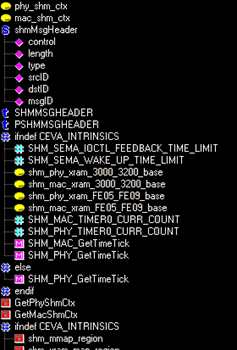 phy_shm_ctx
mac_shm_ctx
shmMsgHeader
control
length
type
srcID
dstID
msgID
SHMMSGHEADER
PSHMMSGHEADER
ifndef CEVA_INTRINSICS
SHM_SEMA_IOCTL_FEEDBACK_TIME_LIMIT
SHM_SEMA_WAKE_UP_TIME_LIMIT
shm_phy_xram_3000_3200_base
shm_mac_xram_3000_3200_base
shm_phy_xram_FE05_FE09_base
shm_mac_xram_FE05_FE09_base
SHM_MAC_TIMER0_CURR_COUNT
SHM_PHY_TIMER0_CURR_COUNT
SHM_MAC_GetTimeTick
SHM_PHY_GetTimeTick
else
SHM_PHY_GetTimeTick
endif
GetPhyShmCtx
GetMacShmCtx
ifndef CEVA_INTRINSICS
shm_mmap_region
shm_xram_map_region